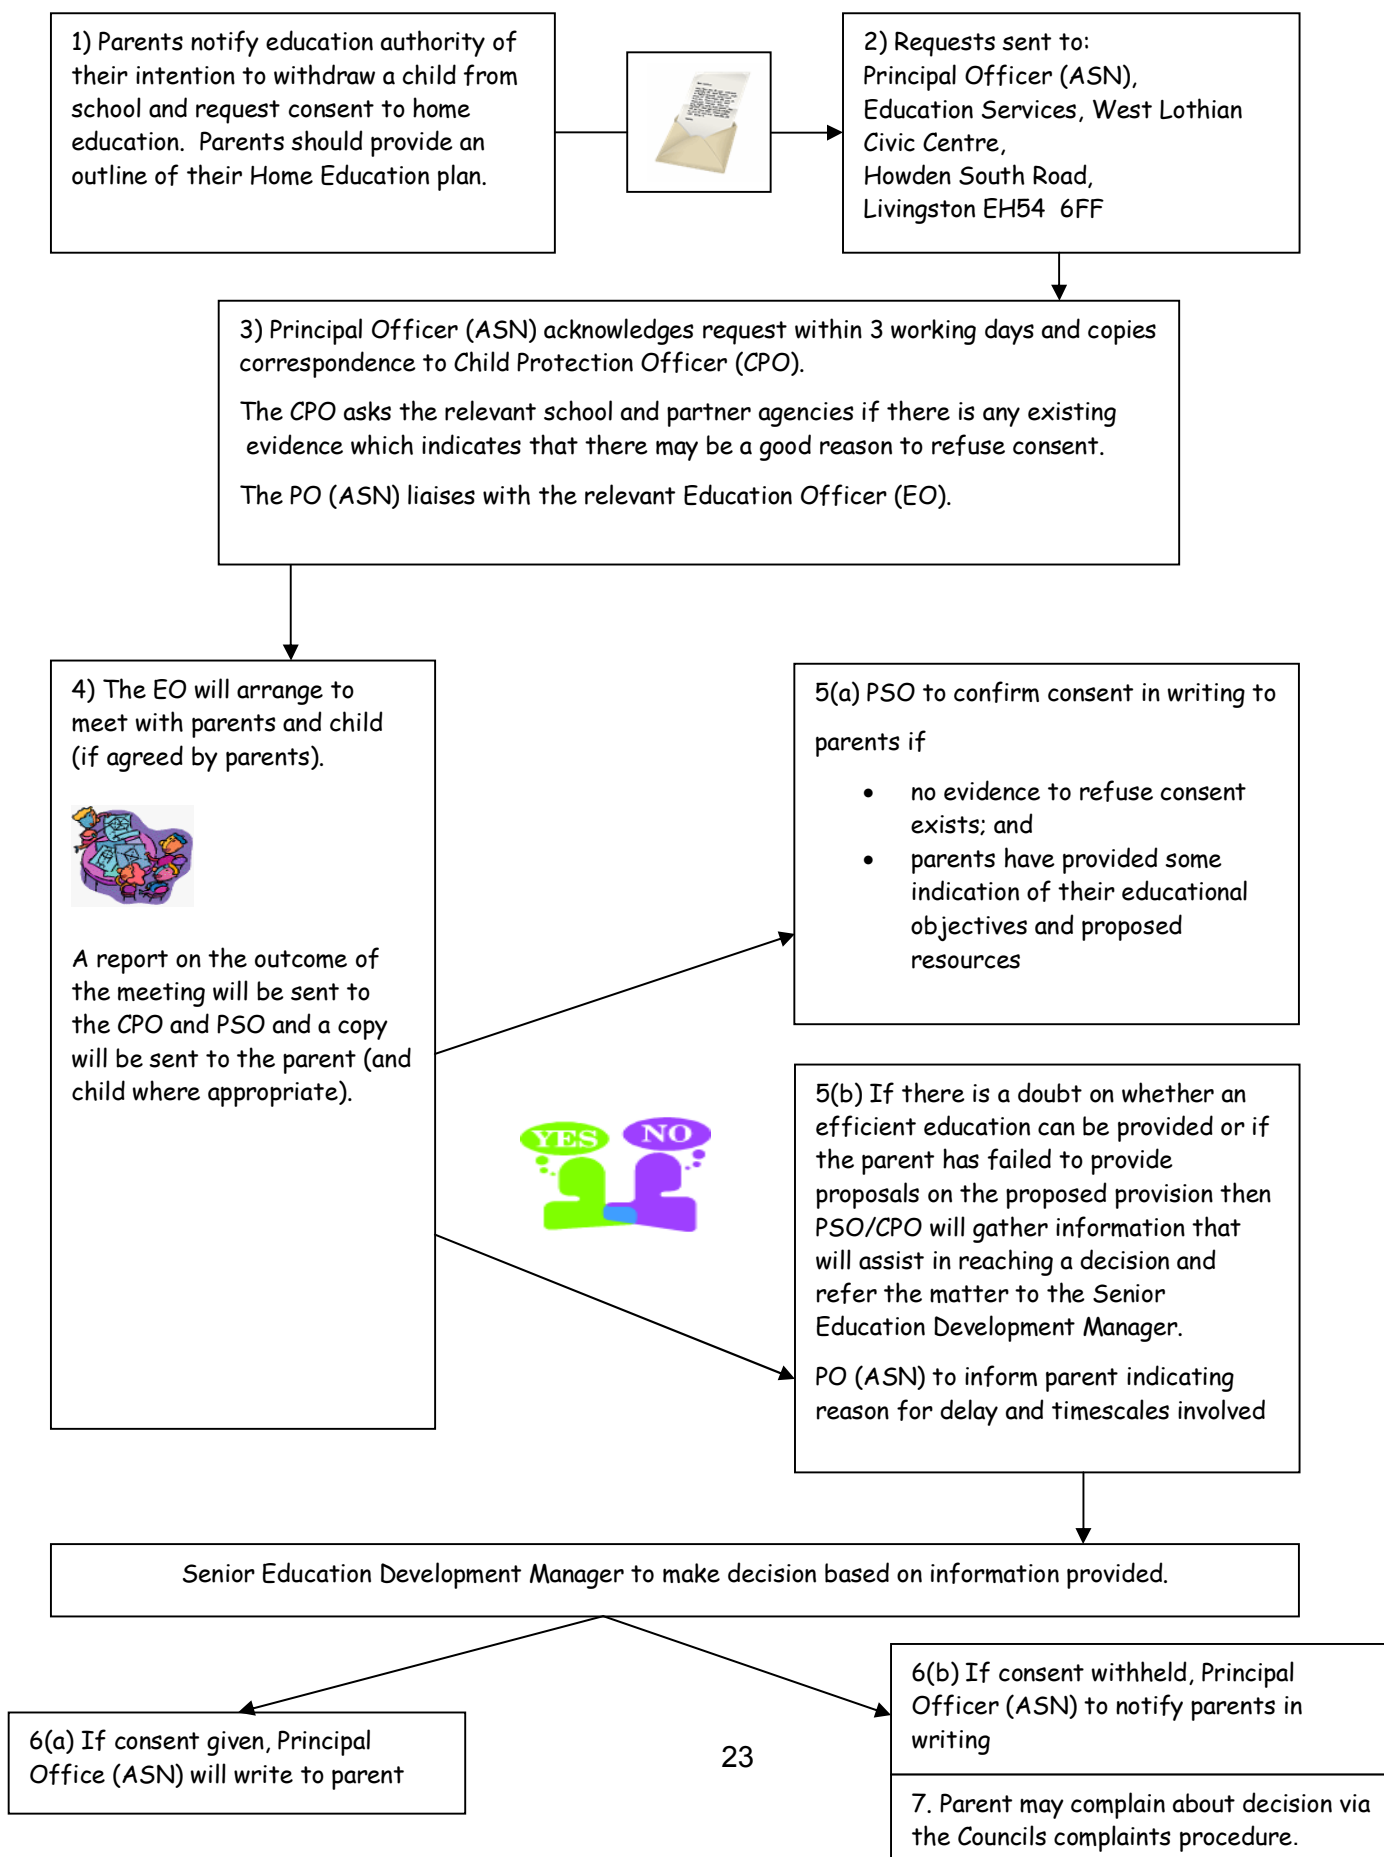 1) Parents notify education authority of
their intention to withdraw a child from
school and request consent to home
education. Parents should provide an
outline of their Home Education plan.
2) Requests sent to:
Principal Officer (ASN),
Education Services, West Lothian
Civic Centre,
Howden South Road,
Livingston EH54 6FF
3) Principal Officer (ASN) acknowledges request within 3 working days and copies
correspondence to Child Protection Officer (CPO).
The CPO asks the relevant school and partner agencies if there is any existing
evidence which indicates that there may be a good reason to refuse consent.
The PO (ASN) liaises with the relevant Education Officer (EO).
4) The EO will arrange to
meet with parents and child
(if agreed by parents).
A report on the outcome of
the meeting will be sent to
the CPO and PSO and a copy
will be sent to the parent (and
child where appropriate).
5(a) PSO to confirm consent in writing to
parents if
• no evidence to refuse consent
exists; and
• parents have provided some
indication of their educational
objectives and proposed
resources
YES NO
5(b) If there is a doubt on whether an
efficient education can be provided or if
the parent has failed to provide
proposals on the proposed provision then
PSO/CPO will gather information that
will assist in reaching a decision and
refer the matter to the Senior
Education Development Manager.
PO (ASN) to inform parent indicating
reason for delay and timescales involved
Senior Education Development Manager to make decision based on information provided.
6(a) If consent given, Principal
Office (ASN) will write to parent
23
6(b) If consent withheld, Principal
Officer (ASN) to notify parents in
writing
7. Parent may complain about decision via
the Councils complaints procedure.